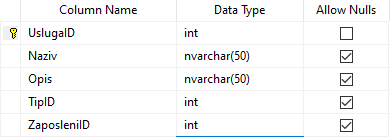 Column Name Data Type Allow Nulls
UslugaID int
Naziv nvarchar(50)
Opis nvarchar(50)
TipID int
ZaposleniID int